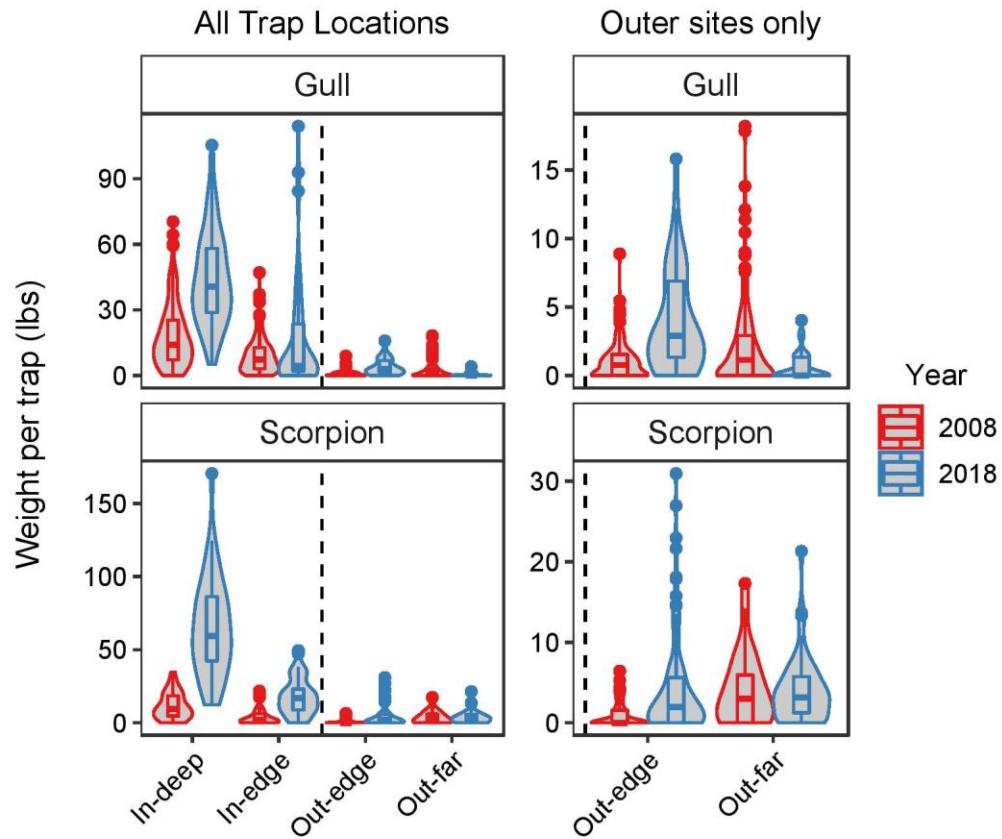 All Trap Locations
Outer sites only
Gull
Gull
90
60
30
0
15
10
5
0
Scorpion
Scorpion
150
100
50
0
30
20
10
0
In-deep
In-edge
Out-edge
Out-far
Out-edge
Out-far
Weight per trap (lbs)
Year
2008
2018